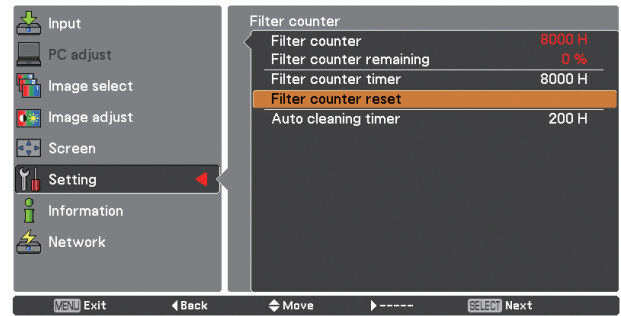 Input
PC adjust
Image select
Image adjust
Screen
Setting
Information
Network
Filter counter
Filter counter 8000 H
Filter counter remaining 0 %
Filter counter timer 8000 H
Filter counter reset
Auto cleaning timer 200 H
MENU Exit Back Move ----- SELECT Next